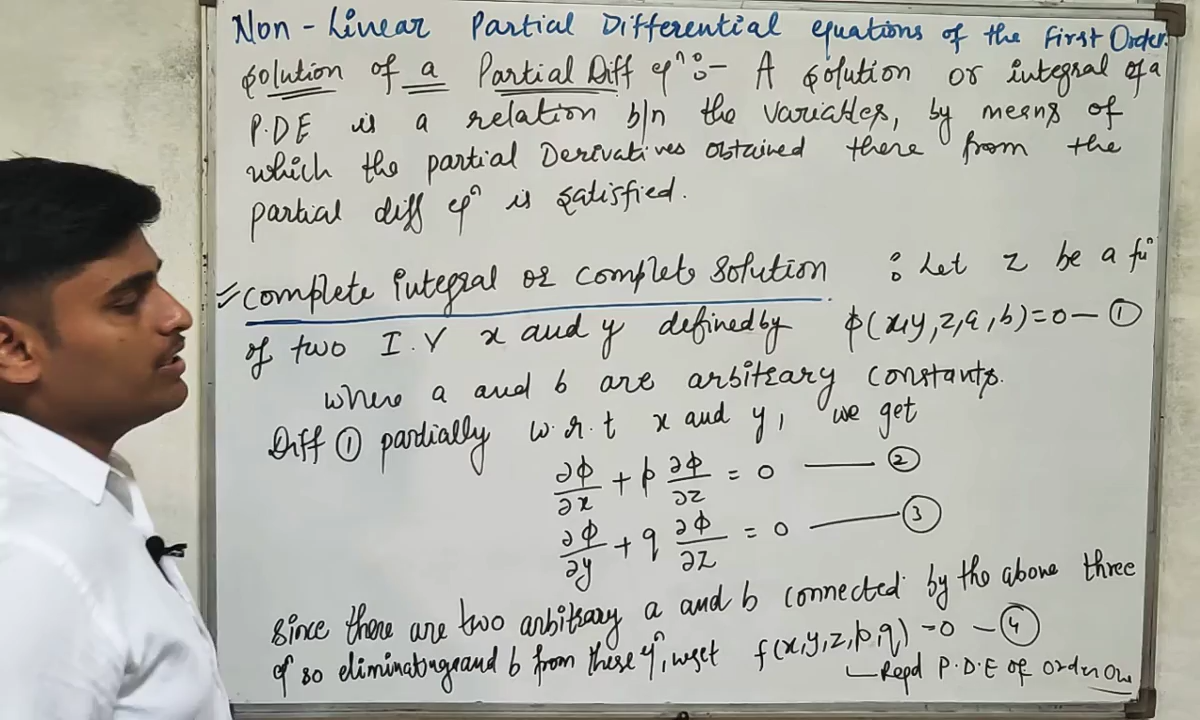 Non-Linear Partial Differential equations of the First Order.
Solution of a Partial Diff eqⁿ :- A solution or integral of a
P.D.E is a relation b/n the variables, by means of
which the partial Derivatives obtained there from the
partial diff eqⁿ is satisfied.
complete integral or complete solution : Let z be a fuⁿ
of two I.V x and y defined by ϕ(x,y,z,a,b)=0 — ①
where a and b are arbitrary constants.
Diff ① partially w.r.t x and y, we get
∂ϕ/∂x + p ∂ϕ/∂z = 0 — ②
∂ϕ/∂y + q ∂ϕ/∂z = 0 — ③
since there are two arbitrary a and b connected by the above three
eqⁿ so eliminating a and b from these eqⁿ, we get f(x,y,z,p,q) = 0 — ④
Repd P.D.E of order One